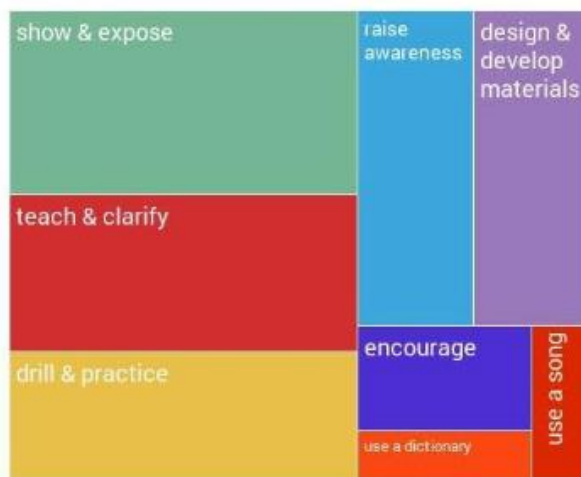 show & expose
raise
awareness
design &
develop
materials
teach & clarify
drill & practice
encourage
use a song
use a dictionary